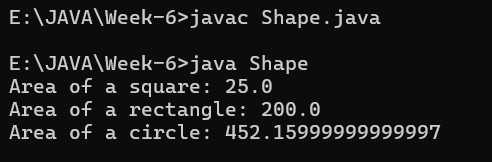 E:\JAVA\Week-6>javac Shape.java
E:\JAVA\Week-6>java Shape
Area of a square: 25.0
Area of a rectangle: 200.0
Area of a circle: 452.15999999999997